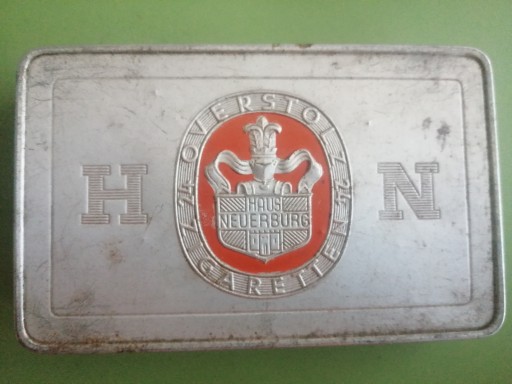 OVERSTOLZ
H
24
HAUS
NEUERBURG
24
N
ZIGARETTEN